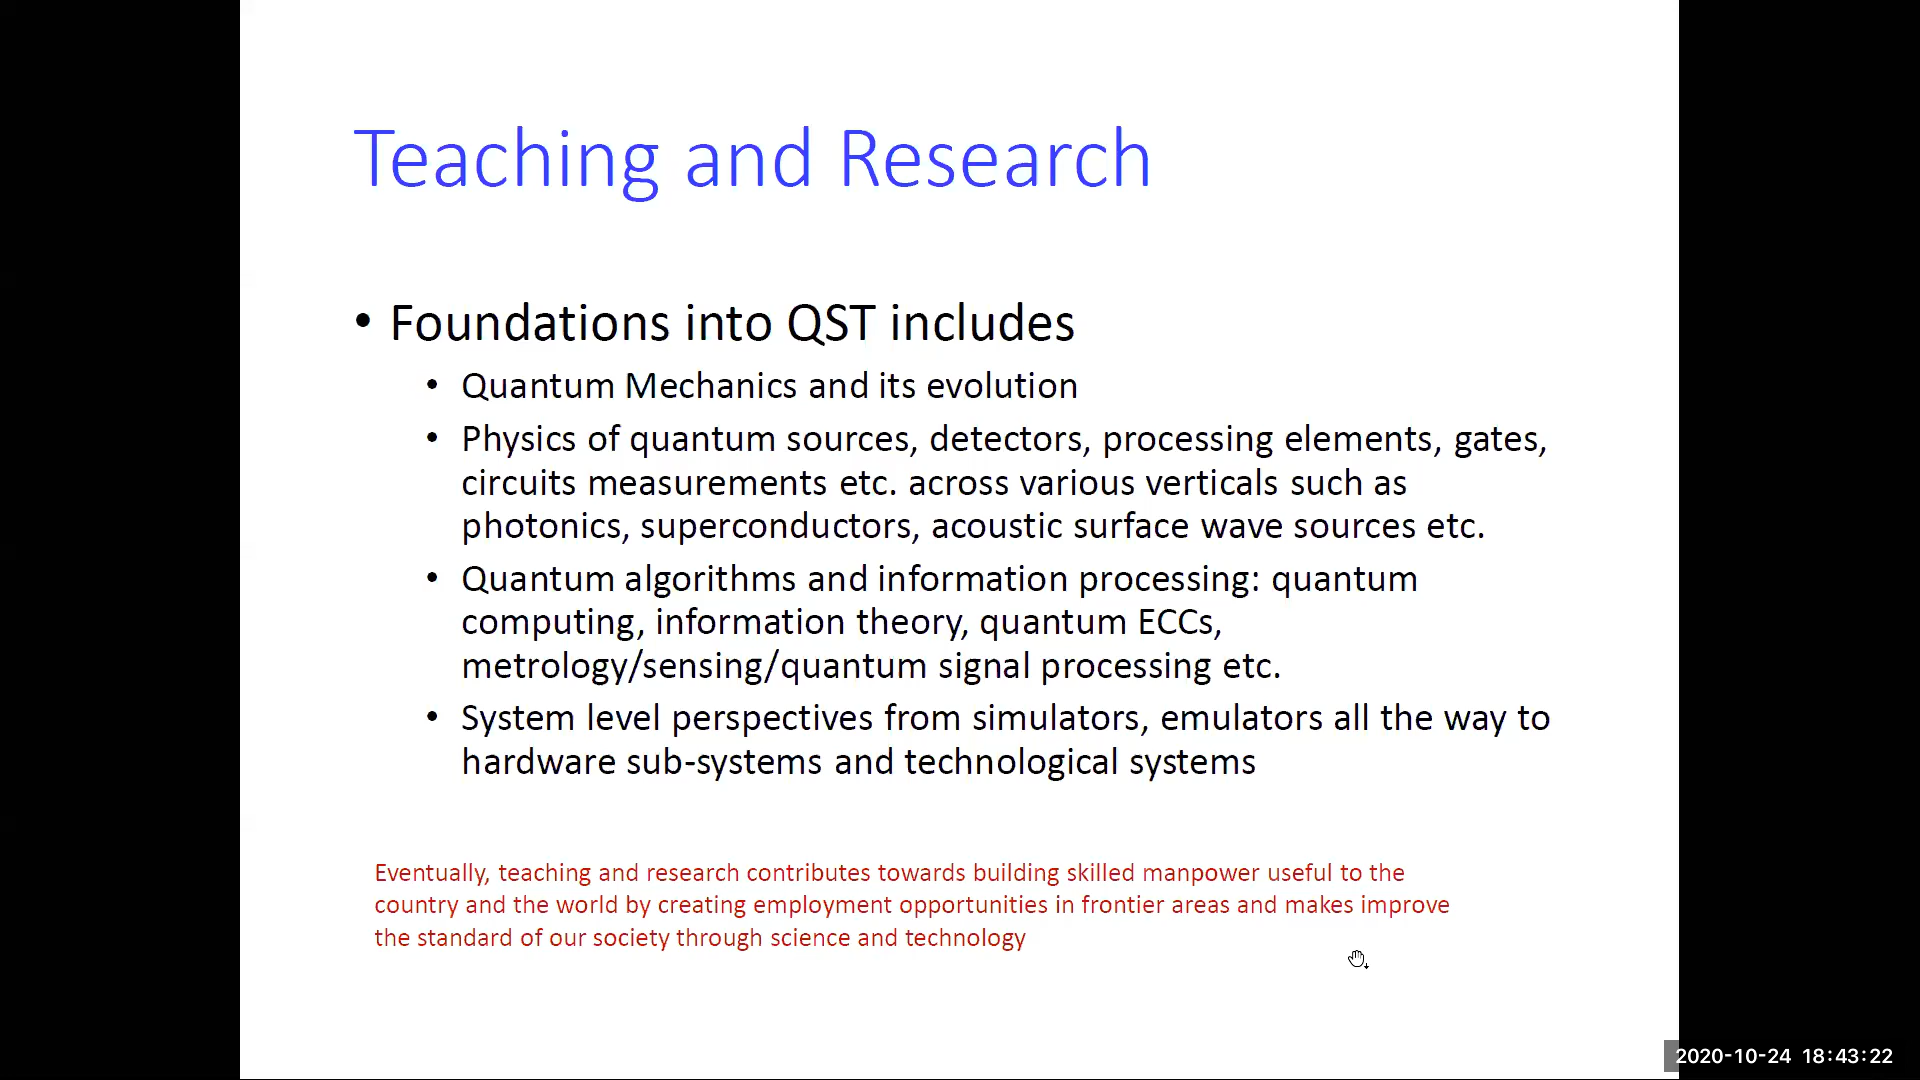 Teaching and Research
• Foundations into QST includes
• Quantum Mechanics and its evolution
• Physics of quantum sources, detectors, processing elements, gates,
circuits measurements etc. across various verticals such as
photonics, superconductors, acoustic surface wave sources etc.
• Quantum algorithms and information processing: quantum
computing, information theory, quantum ECCs,
metrology/sensing/quantum signal processing etc.
• System level perspectives from simulators, emulators all the way to
hardware sub-systems and technological systems
Eventually, teaching and research contributes towards building skilled manpower useful to the
country and the world by creating employment opportunities in frontier areas and makes improve
the standard of our society through science and technology
2020-10-24 18:43:22